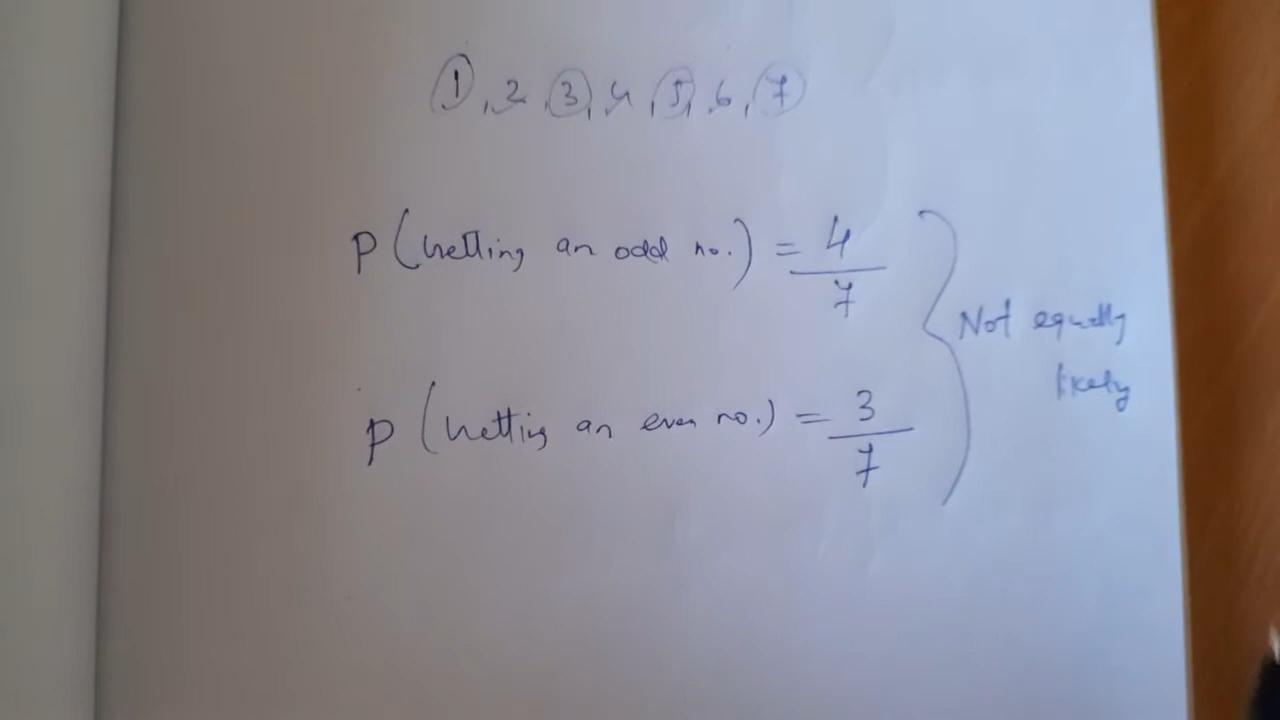 1, 2, 3, 4, 5, 6, 7
P (Getting an odd no.) = 4/7
P (Getting an even no.) = 3/7
Not equally
likely